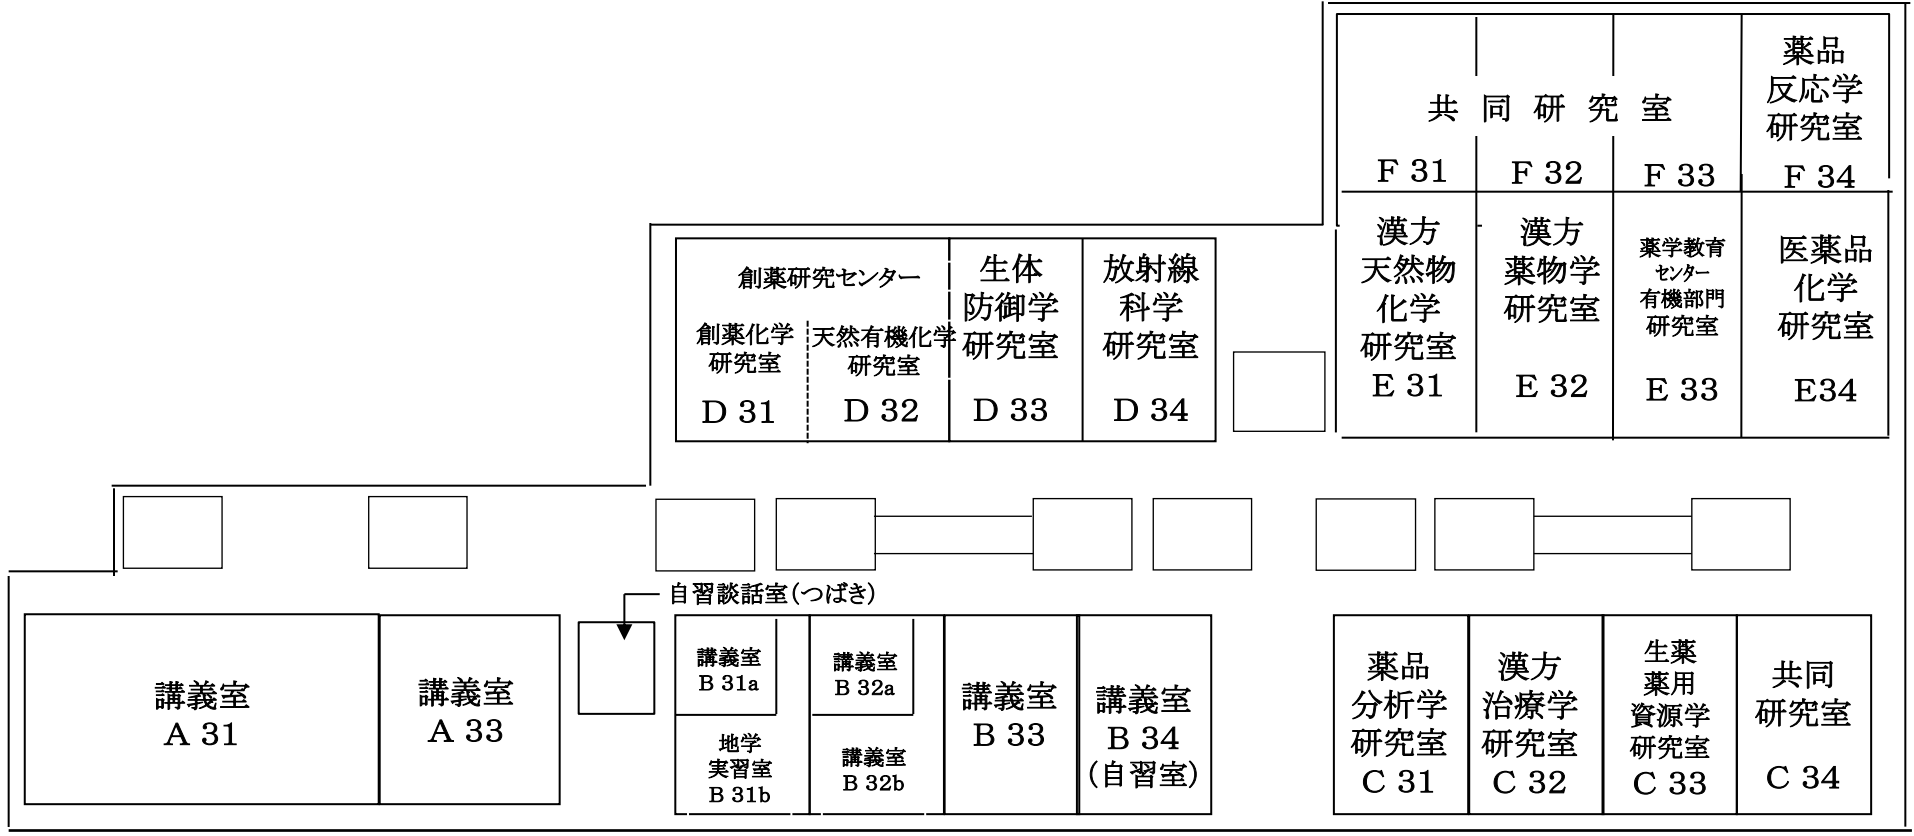 共同研究室
F 31
F 32
F 33
薬品
反応学
研究室
F 34
漢方
天然物
化学
研究室
E 31
漢方
薬物学
研究室
E 32
薬学教育
センター
有機部門
研究室
E 33
医薬品
化学
研究室
E34
創薬研究センター
創薬化学
研究室
D 31
天然有機化学
研究室
D 32
生体
防御学
研究室
D 33
放射線
科学
研究室
D 34
自習談話室(つばき)
講義室
A 31
講義室
A 33
講義室
B 31a
地学
実習室
B 31b
講義室
B 32a
講義室
B 32b
講義室
B 33
講義室
B 34
(自習室)
薬品
分析学
研究室
C 31
漢方
治療学
研究室
C 32
生薬
薬用
資源学
研究室
C 33
共同
研究室
C 34